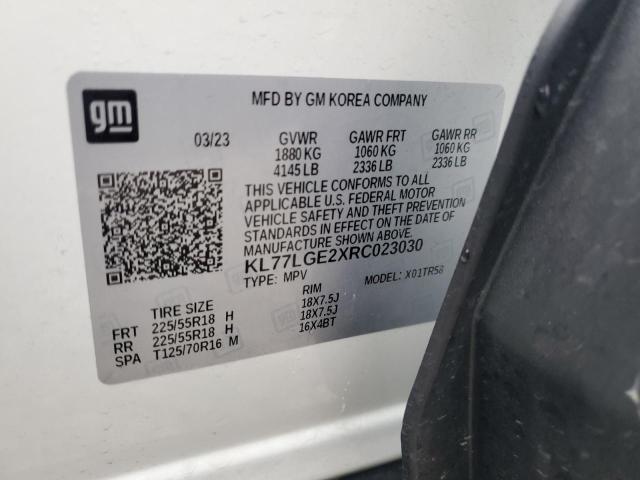 gm
MFD BY GM KOREA COMPANY
03/23 GVWR GAWR FRT GAWR RR
1880 KG 1060 KG 1060 KG
4145 LB 2336 LB 2336 LB
THIS VEHICLE CONFORMS TO ALL
APPLICABLE U.S. FEDERAL MOTOR
VEHICLE SAFETY AND THEFT PREVENTION
STANDARDS IN EFFECT ON THE DATE OF
MANUFACTURE SHOWN ABOVE.
KL77LGE2XRC023030
TYPE: MPV MODEL: X01TR58
TIRE SIZE RIM
FRT 225/55R18 H 18X7.5J
RR 225/55R18 H 18X7.5J
SPA T125/70R16 M 16X4BT